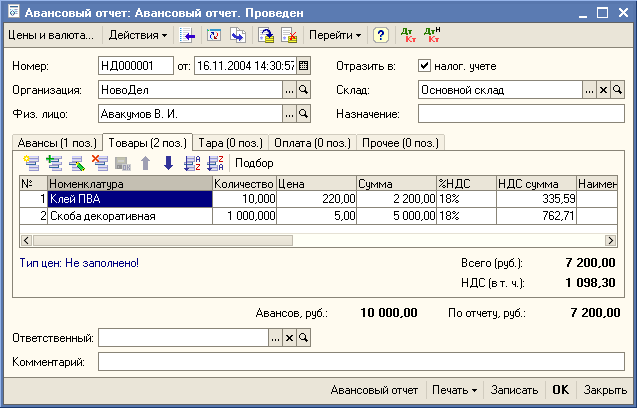 Авансовый отчет: Авансовый отчет. Проведен
Цены и валюта... Действия Перейти ? Дт Кт Дт Кт Н
Номер: НД000001 от: 16.11.2004 14:30:57 Отразить в: налог. учете
Организация: НовоДел Склад: Основной склад
Физ. лицо: Авакумов В. И. Назначение:
Авансы (1 поз.) Товары (2 поз.) Тара (0 поз.) Оплата (0 поз.) Прочее (0 поз.)
Подбор
№ Номенклатура Количество Цена Сумма %НДС НДС сумма Наимен
1 Клей ПВА 10,000 220,00 2 200,00 18% 335,59
2 Скоба декоративная 1 000,000 5,00 5 000,00 18% 762,71
Тип цен: Не заполнено! Всего (руб.): 7 200,00
НДС (в т. ч.): 1 098,30
Авансов, руб.: 10 000,00 По отчету, руб.: 7 200,00
Ответственный:
Комментарий:
Авансовый отчет Печать Записать OK Закрыть